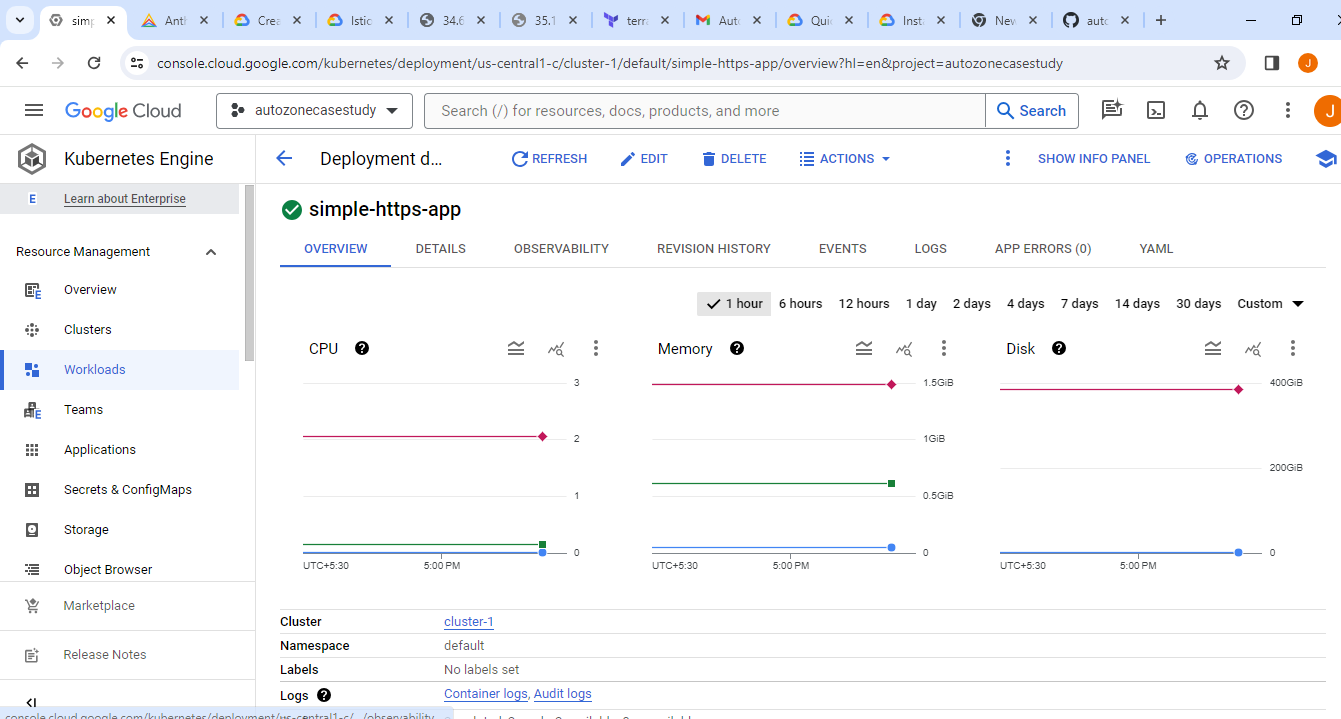 simp
Anth
Crea
Istio
34.6
35.1
terra
Auto
Quic
Insta
New
auto
console.cloud.google.com/kubernetes/deployment/us-central1-c/cluster-1/default/simple-https-app/overview?hl=en&project=autozonecasestudy
J
Google Cloud
autozonecasestudy
Search (/) for resources, docs, products, and more
Search
J
Kubernetes Engine
Deployment d...
REFRESH
EDIT
DELETE
ACTIONS
SHOW INFO PANEL
OPERATIONS
E
Learn about Enterprise
Resource Management
Overview
Clusters
Workloads
Teams
Applications
Secrets & ConfigMaps
Storage
Object Browser
Marketplace
Release Notes
simple-https-app
OVERVIEW
DETAILS
OBSERVABILITY
REVISION HISTORY
EVENTS
LOGS
APP ERRORS (0)
YAML
1 hour
6 hours
12 hours
1 day
2 days
4 days
7 days
14 days
30 days
Custom
CPU
3
2
1
0
UTC+5:30
5:00 PM
Memory
1.5GiB
1GiB
0.5GiB
0
UTC+5:30
5:00 PM
Disk
400GiB
200GiB
0
UTC+5:30
5:00 PM
Cluster
cluster-1
Namespace
default
Labels
No labels set
Logs
Container logs, Audit logs
console.cloud.google.com/kubernetes/deployment/us-central1-c/.../observability...